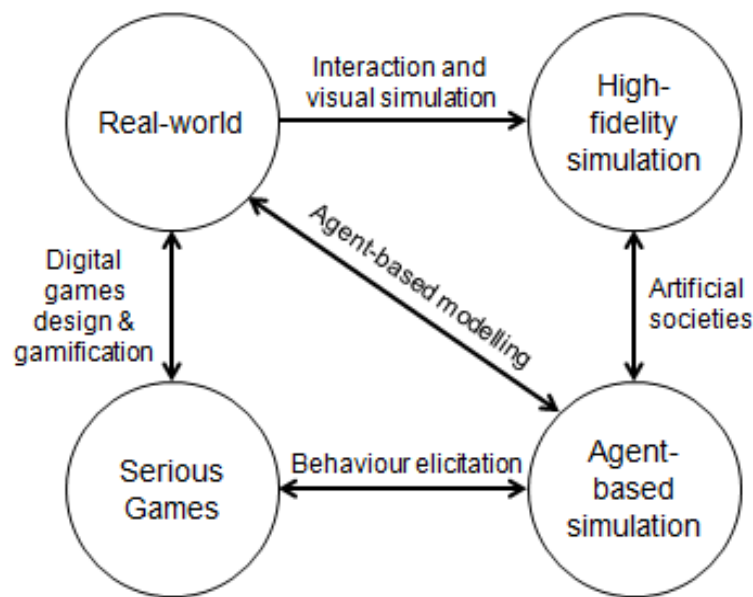 Real-world
Interaction and
visual simulation
High-
fidelity
simulation
Agent-based modelling
Digital
games
design &
gamification
Artificial
societies
Serious
Games
Behaviour elicitation
Agent-
based
simulation